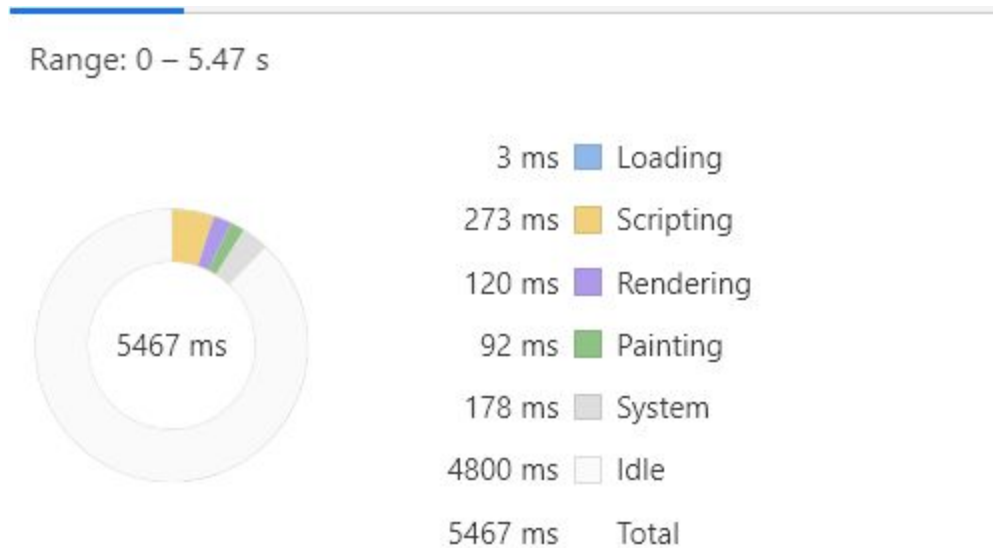 Range: 0 – 5.47 s
3 ms Loading
273 ms Scripting
120 ms Rendering
5467 ms
92 ms Painting
178 ms System
4800 ms Idle
5467 ms Total